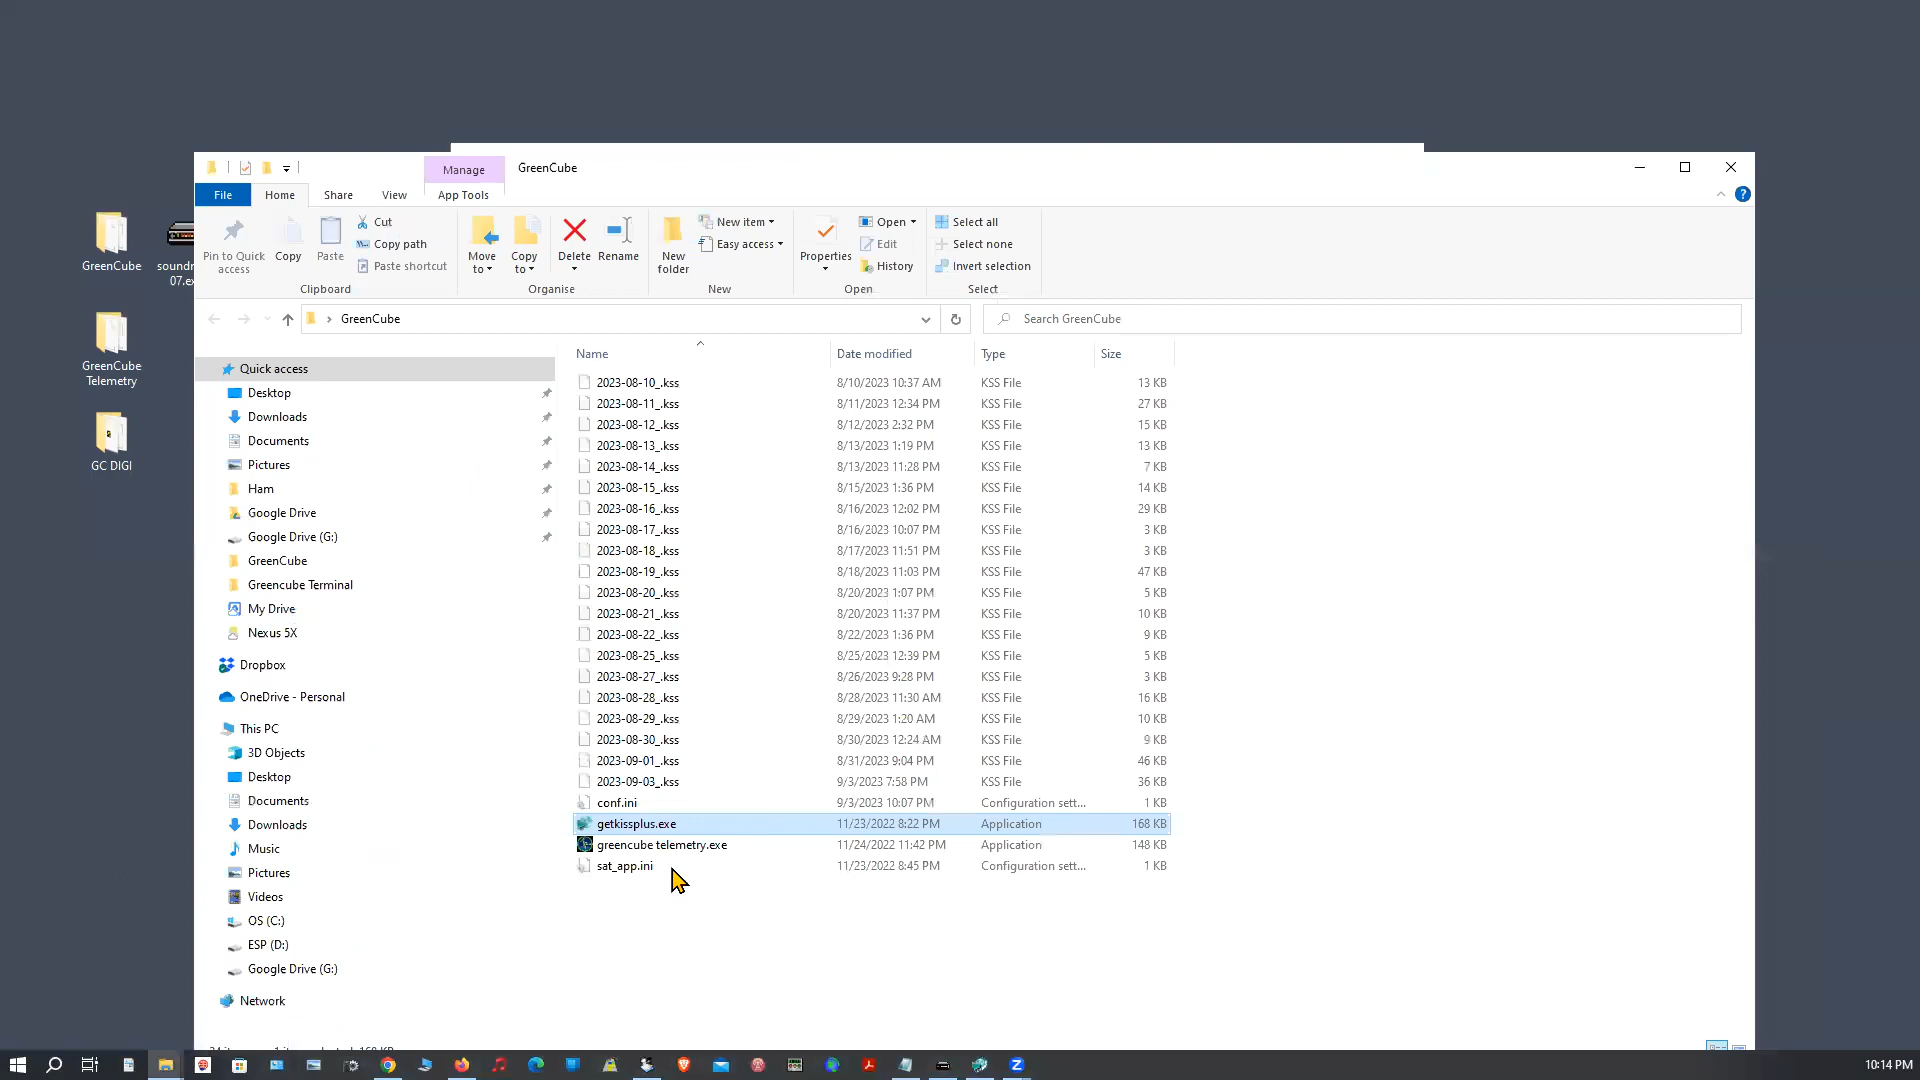 Manage
GreenCube
File
Home
Share
View
App Tools
Pin to Quick
access
Copy
Paste
Cut
Copy path
Paste shortcut
Clipboard
Move
to
Copy
to
Delete
Rename
Organise
New
folder
New item
Easy access
New
Properties
Open
Edit
History
Open
Select all
Select none
Invert selection
Select
GreenCube
Search GreenCube
GreenCube
GreenCube
Telemetry
GC DIGI
soundr
07.ex
Quick access
Desktop
Downloads
Documents
Pictures
Ham
Google Drive
Google Drive (G:)
GreenCube
Greencube Terminal
My Drive
Nexus 5X
Dropbox
OneDrive - Personal
This PC
3D Objects
Desktop
Documents
Downloads
Music
Pictures
Videos
OS (C:)
ESP (D:)
Google Drive (G:)
Network
Name Date modified Type Size
2023-08-10_.kss 8/10/2023 10:37 AM KSS File 13 KB
2023-08-11_.kss 8/11/2023 12:34 PM KSS File 27 KB
2023-08-12_.kss 8/12/2023 2:32 PM KSS File 15 KB
2023-08-13_.kss 8/13/2023 1:19 PM KSS File 13 KB
2023-08-14_.kss 8/13/2023 11:28 PM KSS File 7 KB
2023-08-15_.kss 8/15/2023 1:36 PM KSS File 14 KB
2023-08-16_.kss 8/16/2023 12:02 PM KSS File 29 KB
2023-08-17_.kss 8/16/2023 10:07 PM KSS File 3 KB
2023-08-18_.kss 8/17/2023 11:51 PM KSS File 3 KB
2023-08-19_.kss 8/18/2023 11:03 PM KSS File 47 KB
2023-08-20_.kss 8/20/2023 1:07 PM KSS File 5 KB
2023-08-21_.kss 8/20/2023 11:37 PM KSS File 10 KB
2023-08-22_.kss 8/22/2023 1:36 PM KSS File 9 KB
2023-08-25_.kss 8/25/2023 12:39 PM KSS File 5 KB
2023-08-27_.kss 8/26/2023 9:28 PM KSS File 3 KB
2023-08-28_.kss 8/28/2023 11:30 AM KSS File 16 KB
2023-08-29_.kss 8/29/2023 1:20 AM KSS File 10 KB
2023-08-30_.kss 8/30/2023 12:24 AM KSS File 9 KB
2023-09-01_.kss 8/31/2023 9:04 PM KSS File 46 KB
2023-09-03_.kss 9/3/2023 7:58 PM KSS File 36 KB
conf.ini 9/3/2023 10:07 PM Configuration sett... 1 KB
getkissplus.exe 11/23/2022 8:22 PM Application 168 KB
greencube telemetry.exe 11/24/2022 11:42 PM Application 148 KB
sat_app.ini 11/23/2022 8:45 PM Configuration sett... 1 KB
10:14 PM